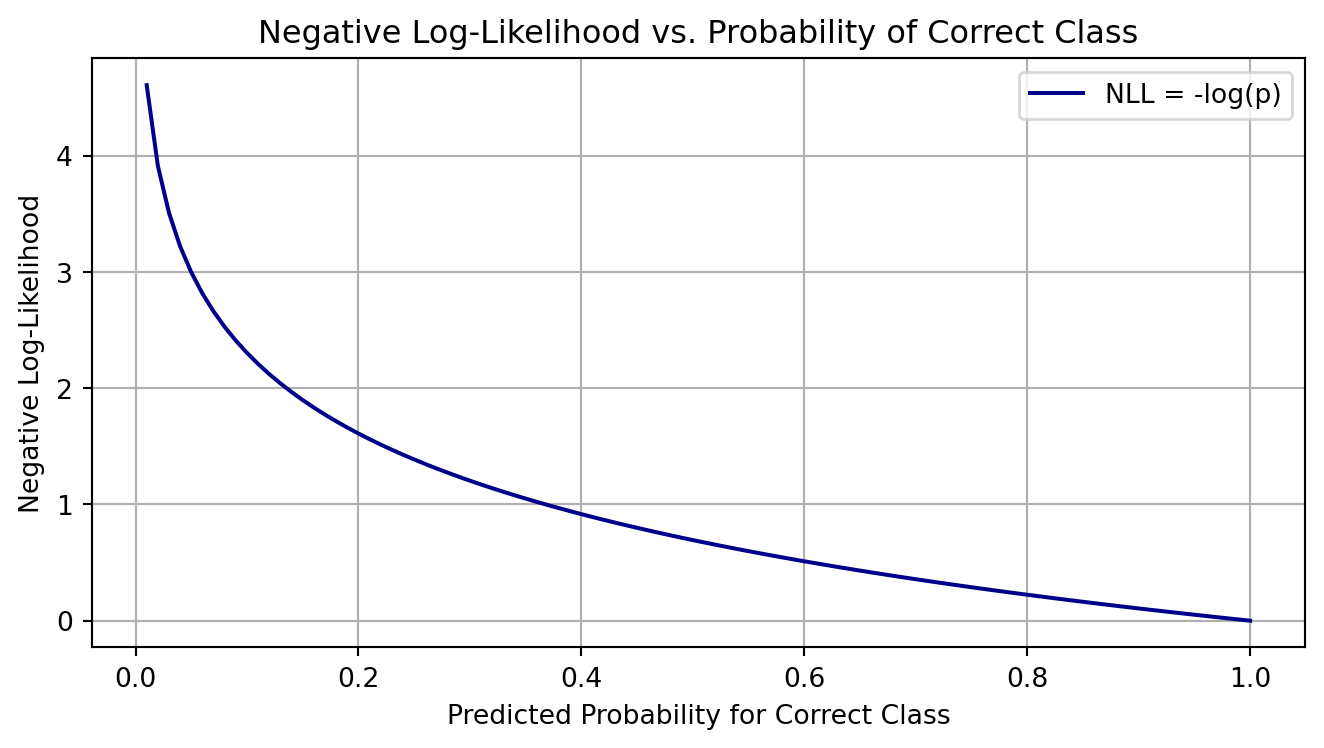 Negative Log-Likelihood vs. Probability of Correct Class
NLL = -log(p)
Negative Log-Likelihood
4
3
2
1
0
0.0 0.2 0.4 0.6 0.8 1.0
Predicted Probability for Correct Class